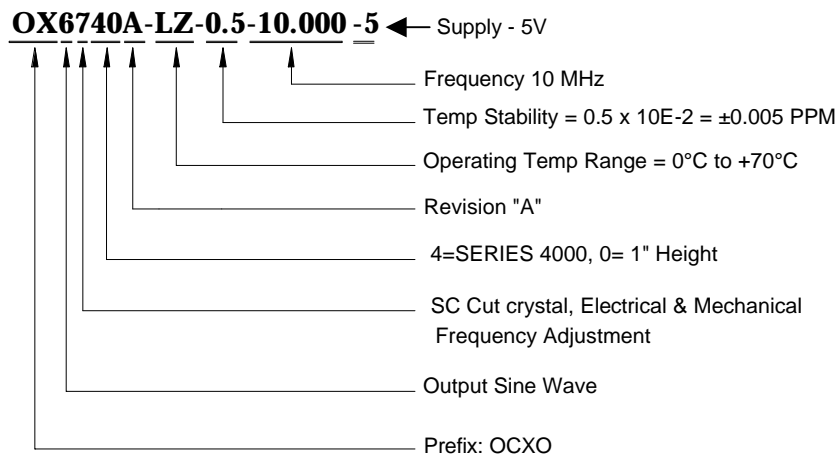 OX6740A-LZ-0.5-10.000 -5
Supply - 5V
Frequency 10 MHz
Temp Stability = 0.5 x 10E-2 = ±0.005 PPM
Operating Temp Range = 0°C to +70°C
Revision "A"
4=SERIES 4000, 0= 1" Height
SC Cut crystal, Electrical & Mechanical
Frequency Adjustment
Output Sine Wave
Prefix: OCXO